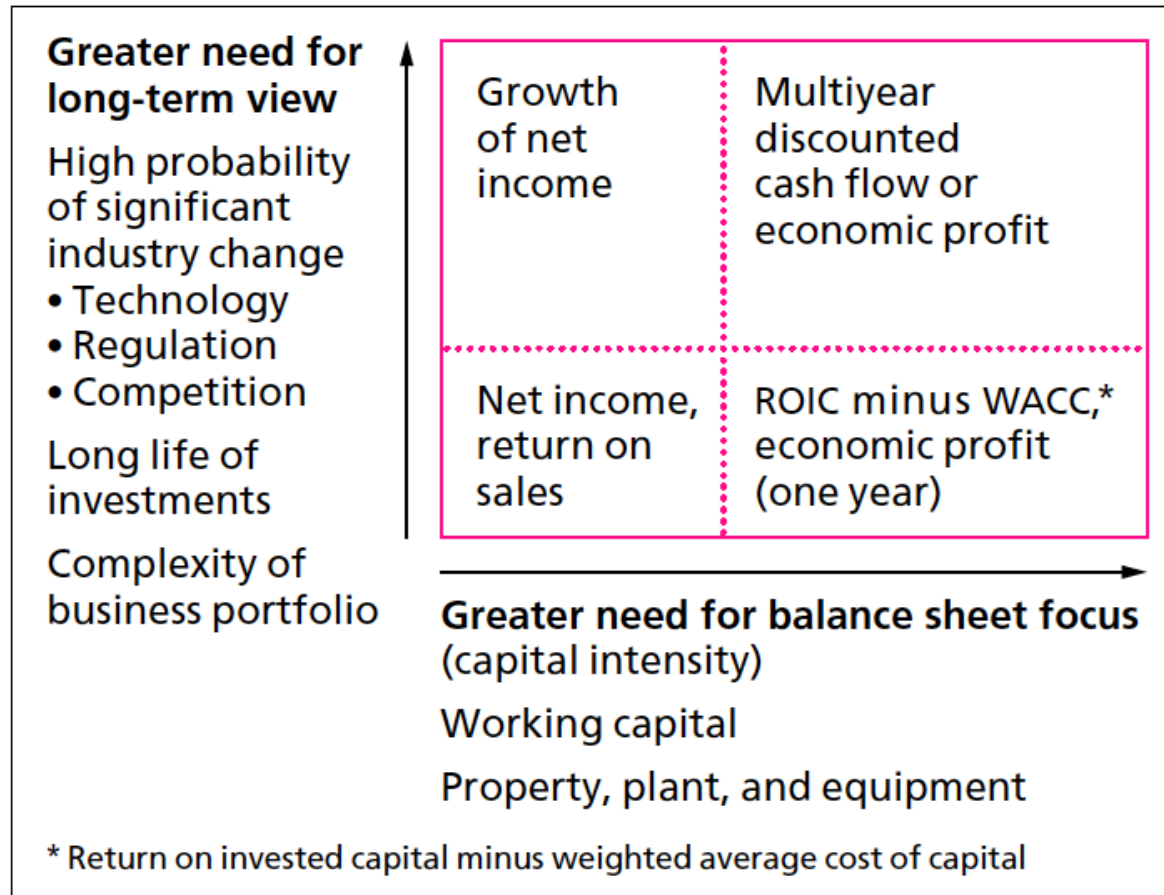 Greater need for
long-term view
High probability
of significant
industry change
• Technology
• Regulation
• Competition
Long life of
investments
Complexity of
business portfolio
Growth
of net
income
Multiyear
discounted
cash flow or
economic profit
Net income,
return on
sales
ROIC minus WACC,*
economic profit
(one year)
Greater need for balance sheet focus
(capital intensity)
Working capital
Property, plant, and equipment
* Return on invested capital minus weighted average cost of capital